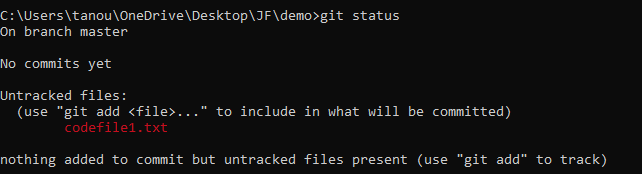 C:\Users\tanou\OneDrive\Desktop\JF\demo>git status
On branch master
No commits yet
Untracked files:
(use "git add <file>..." to include in what will be committed)
codefile1.txt
nothing added to commit but untracked files present (use "git add" to track)